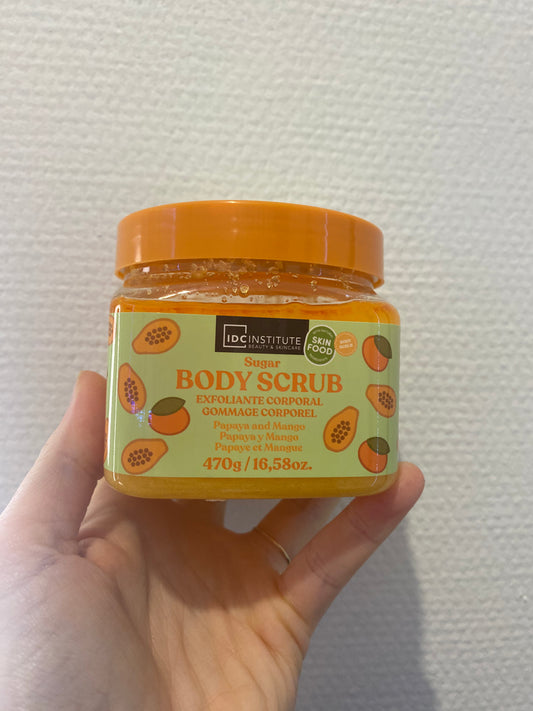 IDC INSTITUTE
BEAUTY & SKINCARE
SKIN
FOOD
Sugar
BODY SCRUB
EXFOLIANTE CORPORAL
GOMMAGE CORPOREL
Papaya and Mango
Papaya y Mango
Papaye et Mangue
470g / 16,58oz.